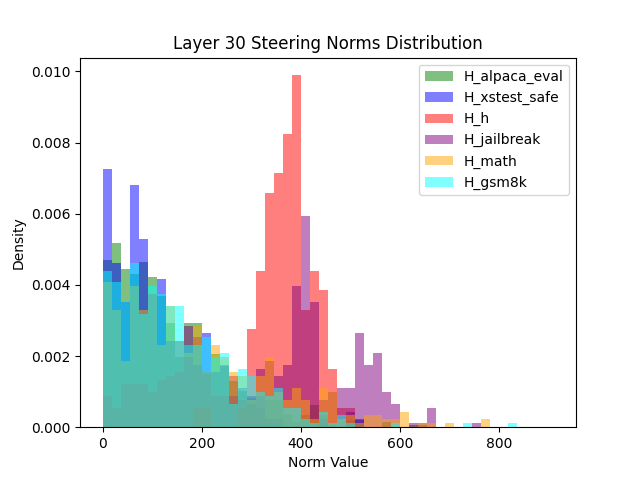 Layer 30 Steering Norms Distribution
0.010
0.008
0.006
0.004
0.002
0.000
Density
H_alpaca_eval
H_xstest_safe
H_h
H_jailbreak
H_math
H_gsm8k
0
200
400
600
800
Norm Value